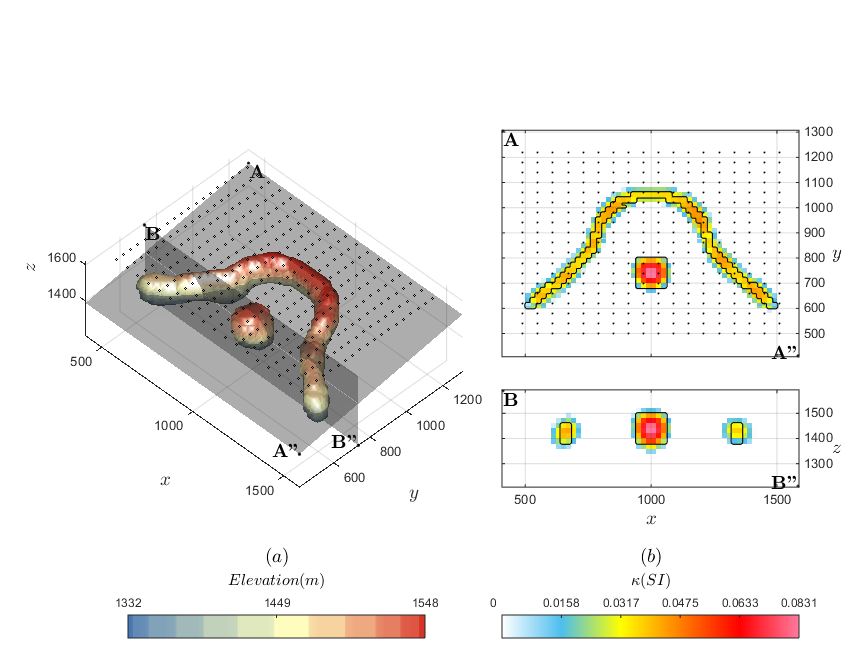 A
B
1600
1400
z
500
1000
1500
x
A"
B"
600
800
1000
1200
y
(a)
Elevation(m)
1332 1449 1548
A
1300
1200
1100
1000
900
800
700
600
500
y
A"
B
1500
1400
1300
z
B"
500 1000 1500
x
(b)
κ(SI)
0 0.0158 0.0317 0.0475 0.0633 0.0831